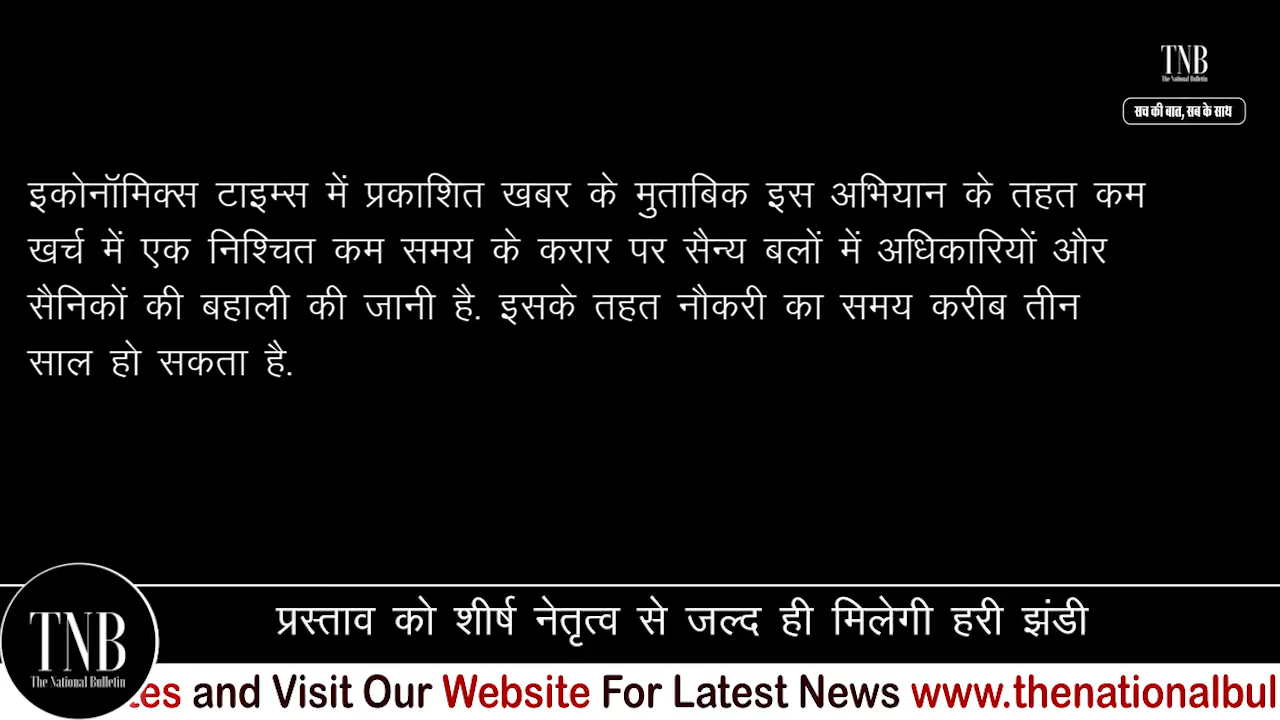 TNB
The National Bulletin
सच की बात, सब के साथ
इकोनॉमिक्स टाइम्स में प्रकाशित खबर के मुताबिक इस अभियान के तहत कम
खर्च में एक निश्चित कम समय के करार पर सैन्य बलों में अधिकारियों और
सैनिकों की बहाली की जानी है. इसके तहत नौकरी का समय करीब तीन
साल हो सकता है.
प्रस्ताव को शीर्ष नेतृत्व से जल्द ही मिलेगी हरी झंडी
TNB
The National Bulletin
tes and Visit Our Website For Latest News www.thenationalbul